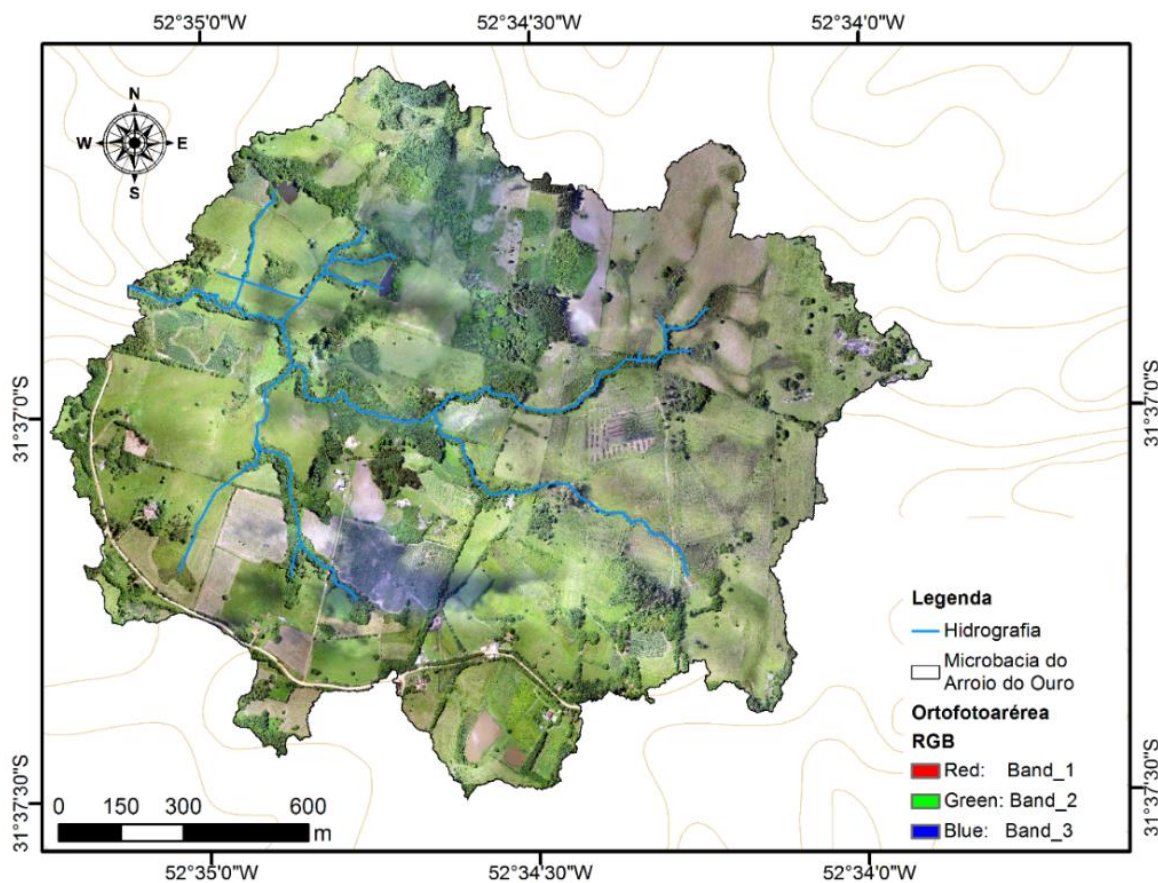 52°35'0"W
52°34'30"W
52°34'0"W
N
W
E
S
31°37'0"S
31°37'0"S
Legenda
Hidrografia
Microbacia do
Arroio do Ouro
Ortofotoarérea
RGB
Red: Band_1
Green: Band_2
Blue: Band_3
0 150 300 600
m
31°37'30"S
31°37'30"S
52°35'0"W
52°34'30"W
52°34'0"W